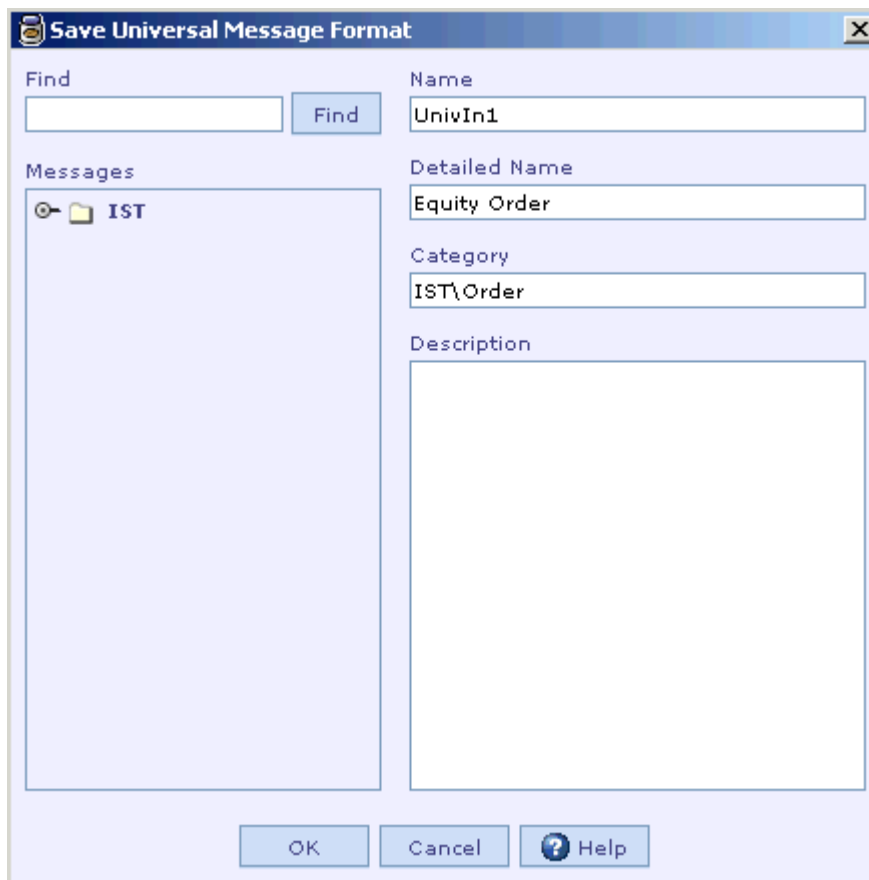 Save Universal Message Format
Find
Find
Messages
IST
Name
UnivIn1
Detailed Name
Equity Order
Category
IST\Order
Description
OK
Cancel
Help